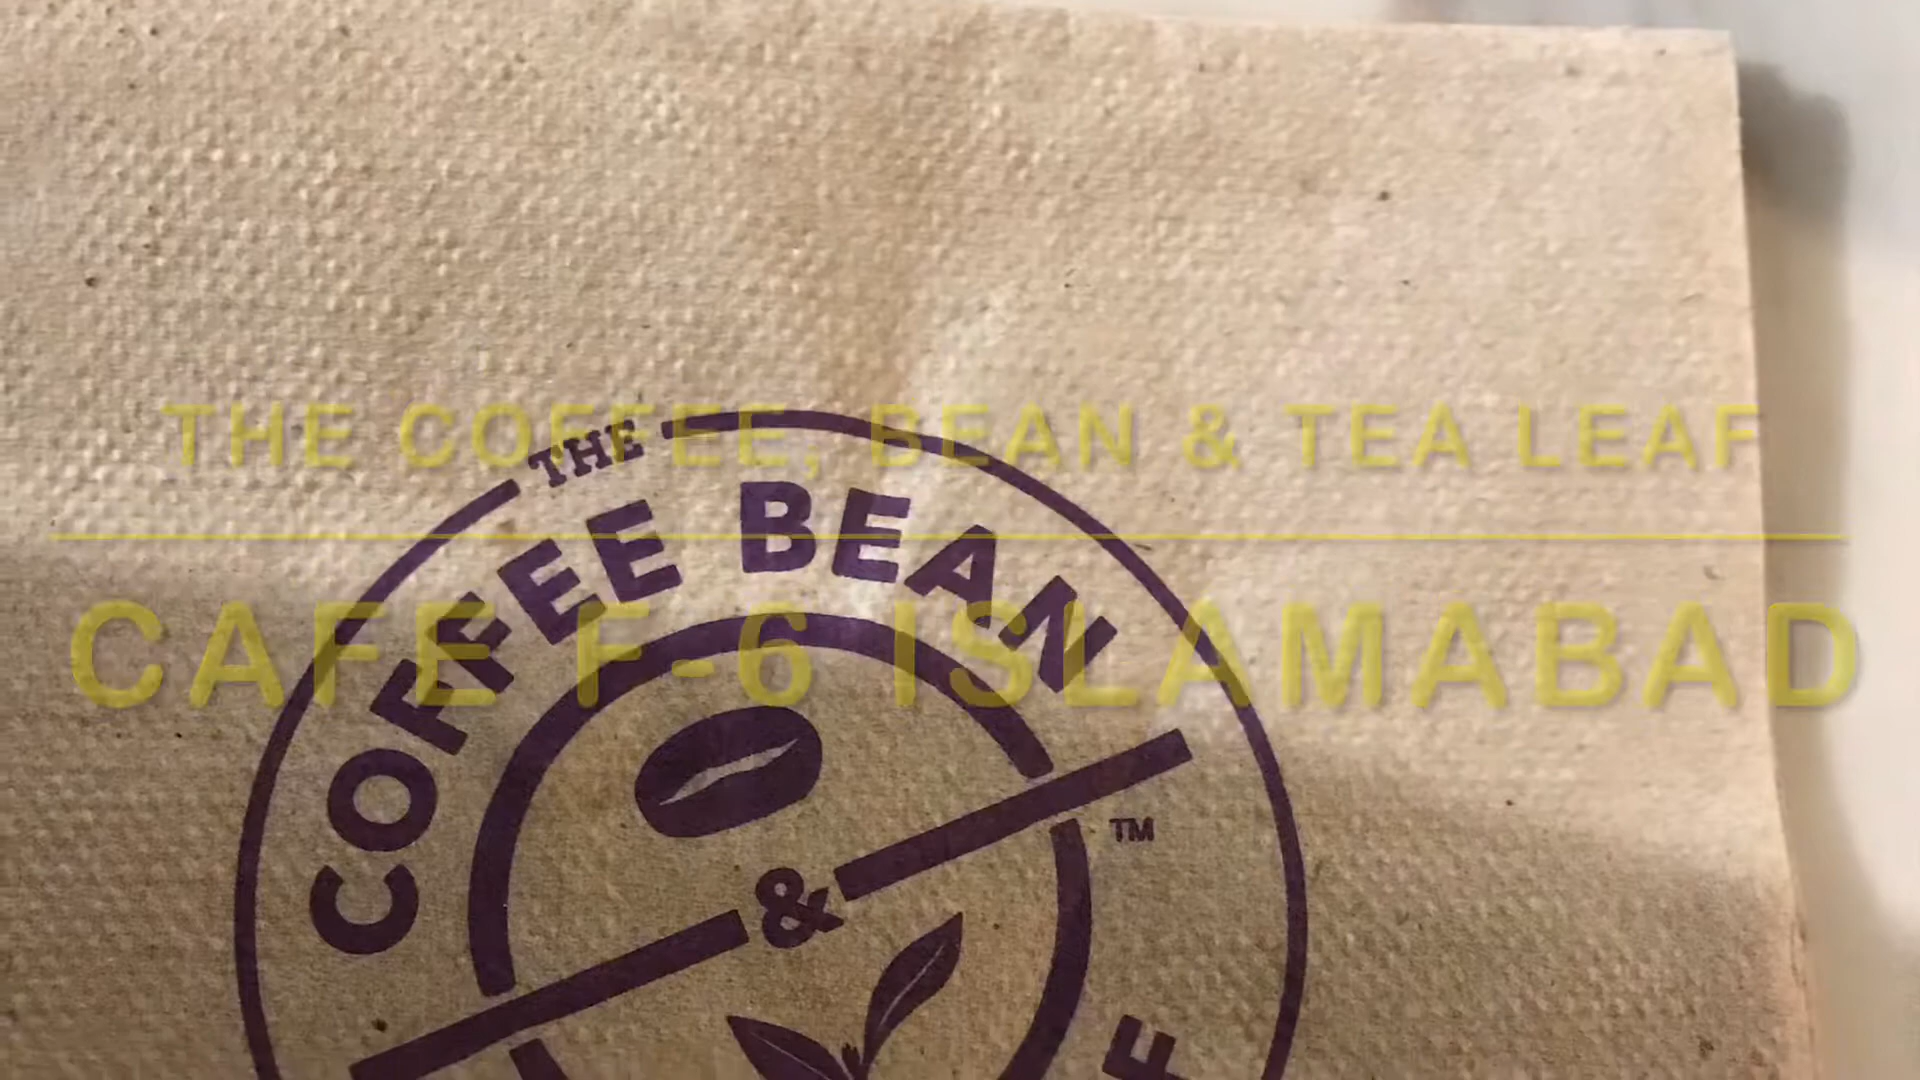 THE COFFEE, BEAN & TEA LEAF
CAFE F-6 ISLAMABAD
THE
COFFEE BEAN
TM
&